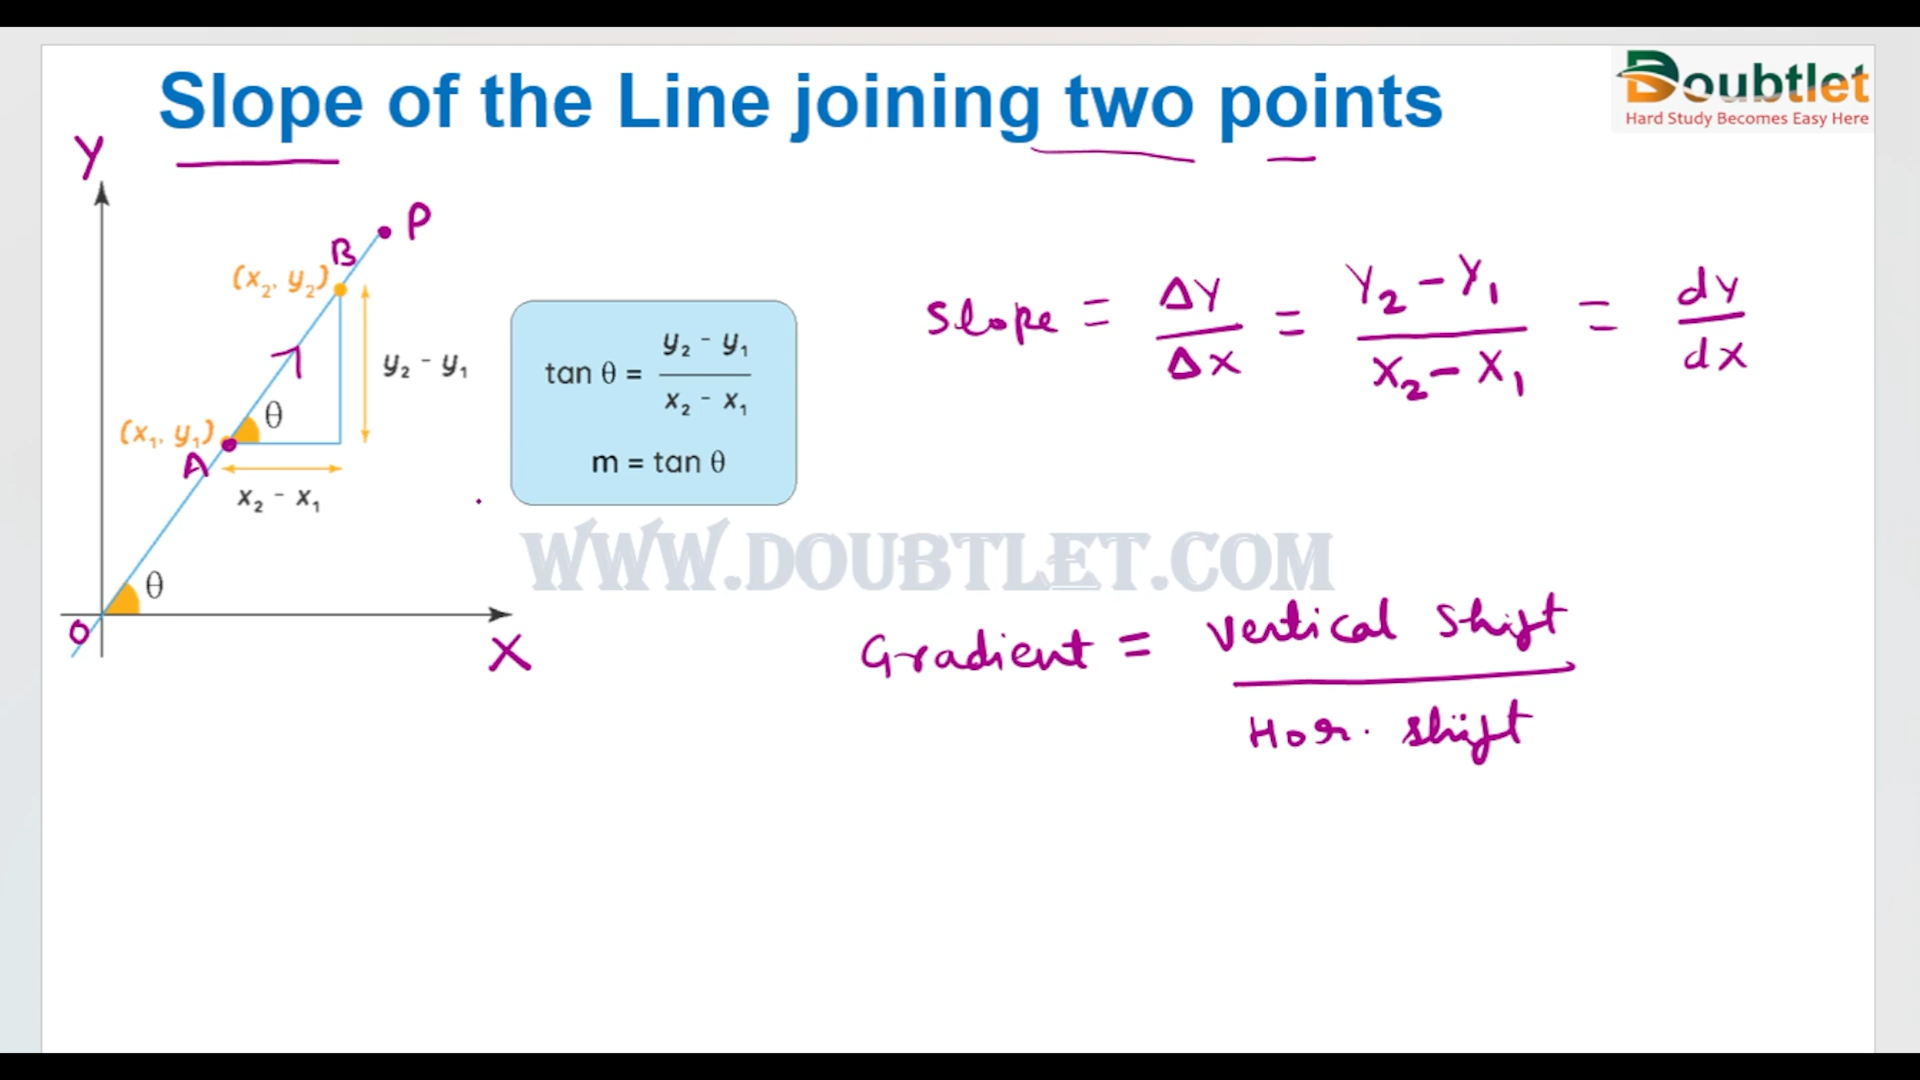 Slope of the Line joining two points
Doubtlet
Hard Study Becomes Easy Here
Y
P
B
(x₂, y₂)
y₂ - y₁
θ
(x₁, y₁)
A
x₂ - x₁
θ
O
X
tan θ = (y₂ - y₁) / (x₂ - x₁)
m = tan θ
Slope = ΔY / ΔX = (Y₂ - Y₁) / (X₂ - X₁) = dY / dX
WWW.DOUBTLET.COM
Gradient = Vertical Shift / Hor. Shift